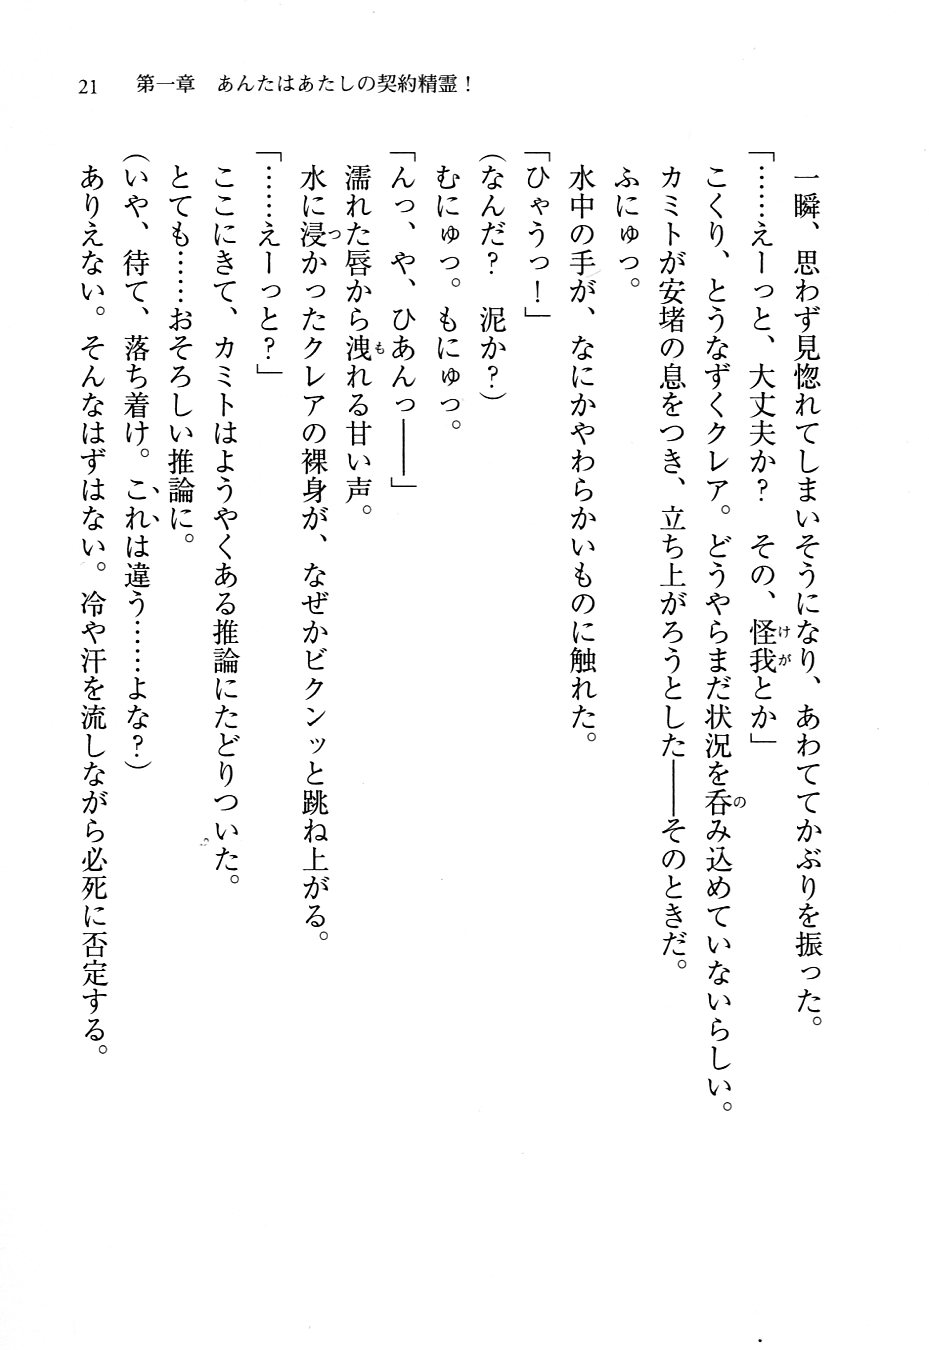 21 第一章　あんたはあたしの契約精霊！
一瞬、思わず見惚れてしまいそうになり、あわててかぶりを振った。
「……えーっと、大丈夫か？　その、怪我とか」
こくり、とうなずくクレア。どうやらまだ状況を呑み込めていないらしい。
カミトが安堵の息をつき、立ち上がろうとした――そのときだ。
ふにゅっ。
水中の手が、なにかやわらかいものに触れた。
「ひゃうっ！」
（なんだ？　泥か？）
むにゅっ。もにゅっ。
「んっ、や、ひあんっ――」
濡れた唇から洩れる甘い声。
水に浸かったクレアの裸身が、なぜかビクンッと跳ね上がる。
「……えーっと？」
ここにきて、カミトはようやくある推論にたどりついた。
とても……おそろしい推論に。
（いや、待て、落ち着け。これは違う……よな？）
ありえない。そんなはずはない。冷や汗を流しながら必死に否定する。